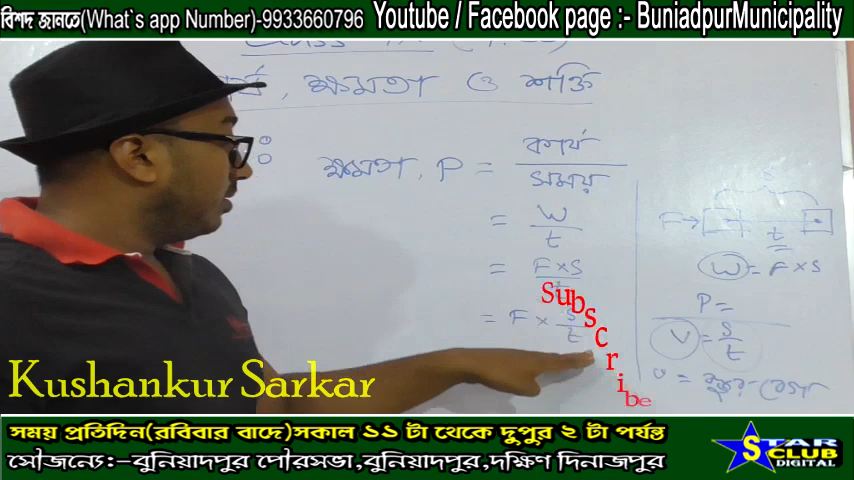 বিশদ জানতে(What`s app Number)-9933660796 Youtube / Facebook page :- BuniadpurMunicipality
, ক্ষমতা ও শক্তি
ক্ষমতা, P = কার্য / সময়
= W / t
= F × S
= F × S / t
S
F →
t
W = F × S
P =
V = S / t
Subscribe
Kushankur Sarkar
সময় প্রতিদিন(রবিবার বাদে)সকাল ১১ টা থেকে দুপুর ২ টা পর্যন্ত
সৌজন্যে:-বুনিয়াদপুর পৌরসভা,বুনিয়াদপুর,দক্ষিণ দিনাজপুর
STAR CLUB DIGITAL